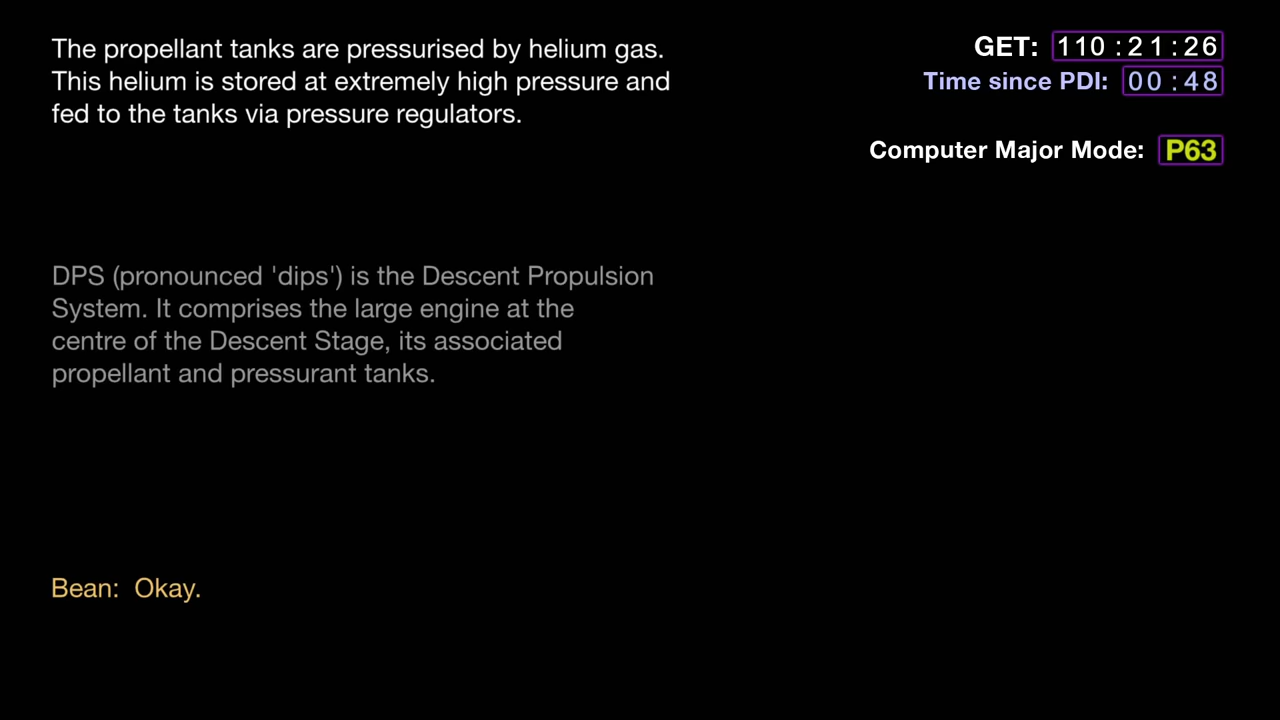 The propellant tanks are pressurised by helium gas.
This helium is stored at extremely high pressure and
fed to the tanks via pressure regulators.
GET: 110:21:26
Time since PDI: 00:48
Computer Major Mode: P63
DPS (pronounced 'dips') is the Descent Propulsion
System. It comprises the large engine at the
centre of the Descent Stage, its associated
propellant and pressurant tanks.
Bean: Okay.